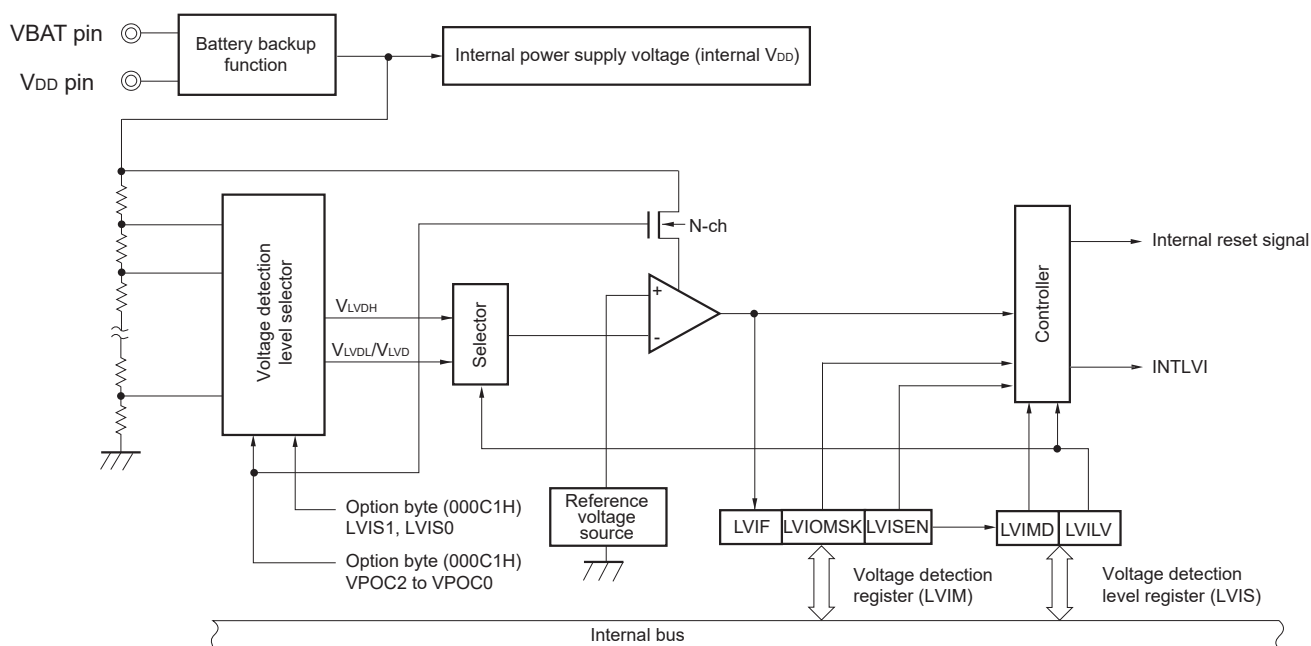 VBAT pin
VDD pin
Battery backup
function
Internal power supply voltage (internal VDD)
Voltage detection
level selector
VLVDH
VLVDL/VLVD
Selector
N-ch
+
-
Controller
Internal reset signal
INTLVI
Option byte (000C1H)
LVIS1, LVIS0
Option byte (000C1H)
VPOC2 to VPOC0
Reference
voltage
source
LVIF
LVIOMSK
LVISEN
LVIMD
LVILV
Voltage detection
register (LVIM)
Voltage detection
level register (LVIS)
Internal bus